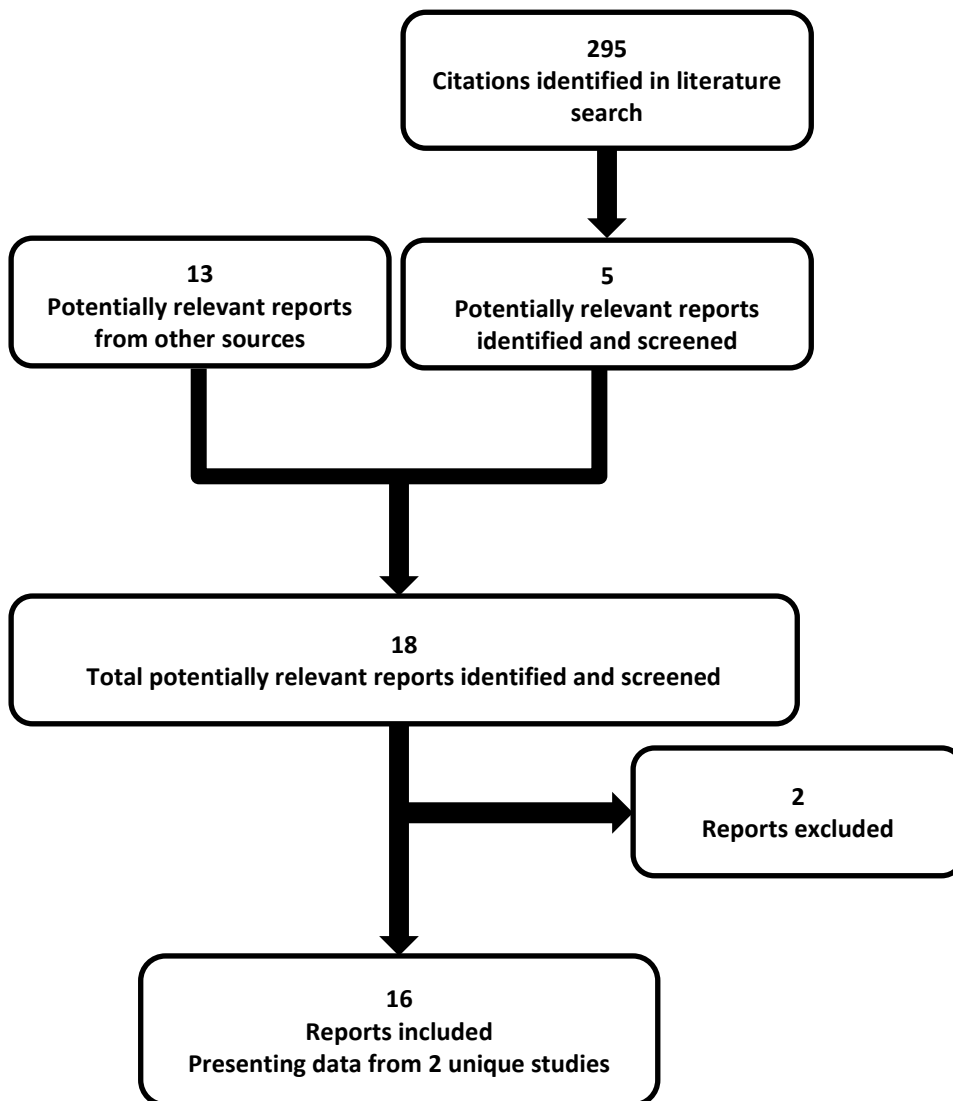 295
Citations identified in literature
search
13
Potentially relevant reports
from other sources
5
Potentially relevant reports
identified and screened
18
Total potentially relevant reports identified and screened
2
Reports excluded
16
Reports included
Presenting data from 2 unique studies